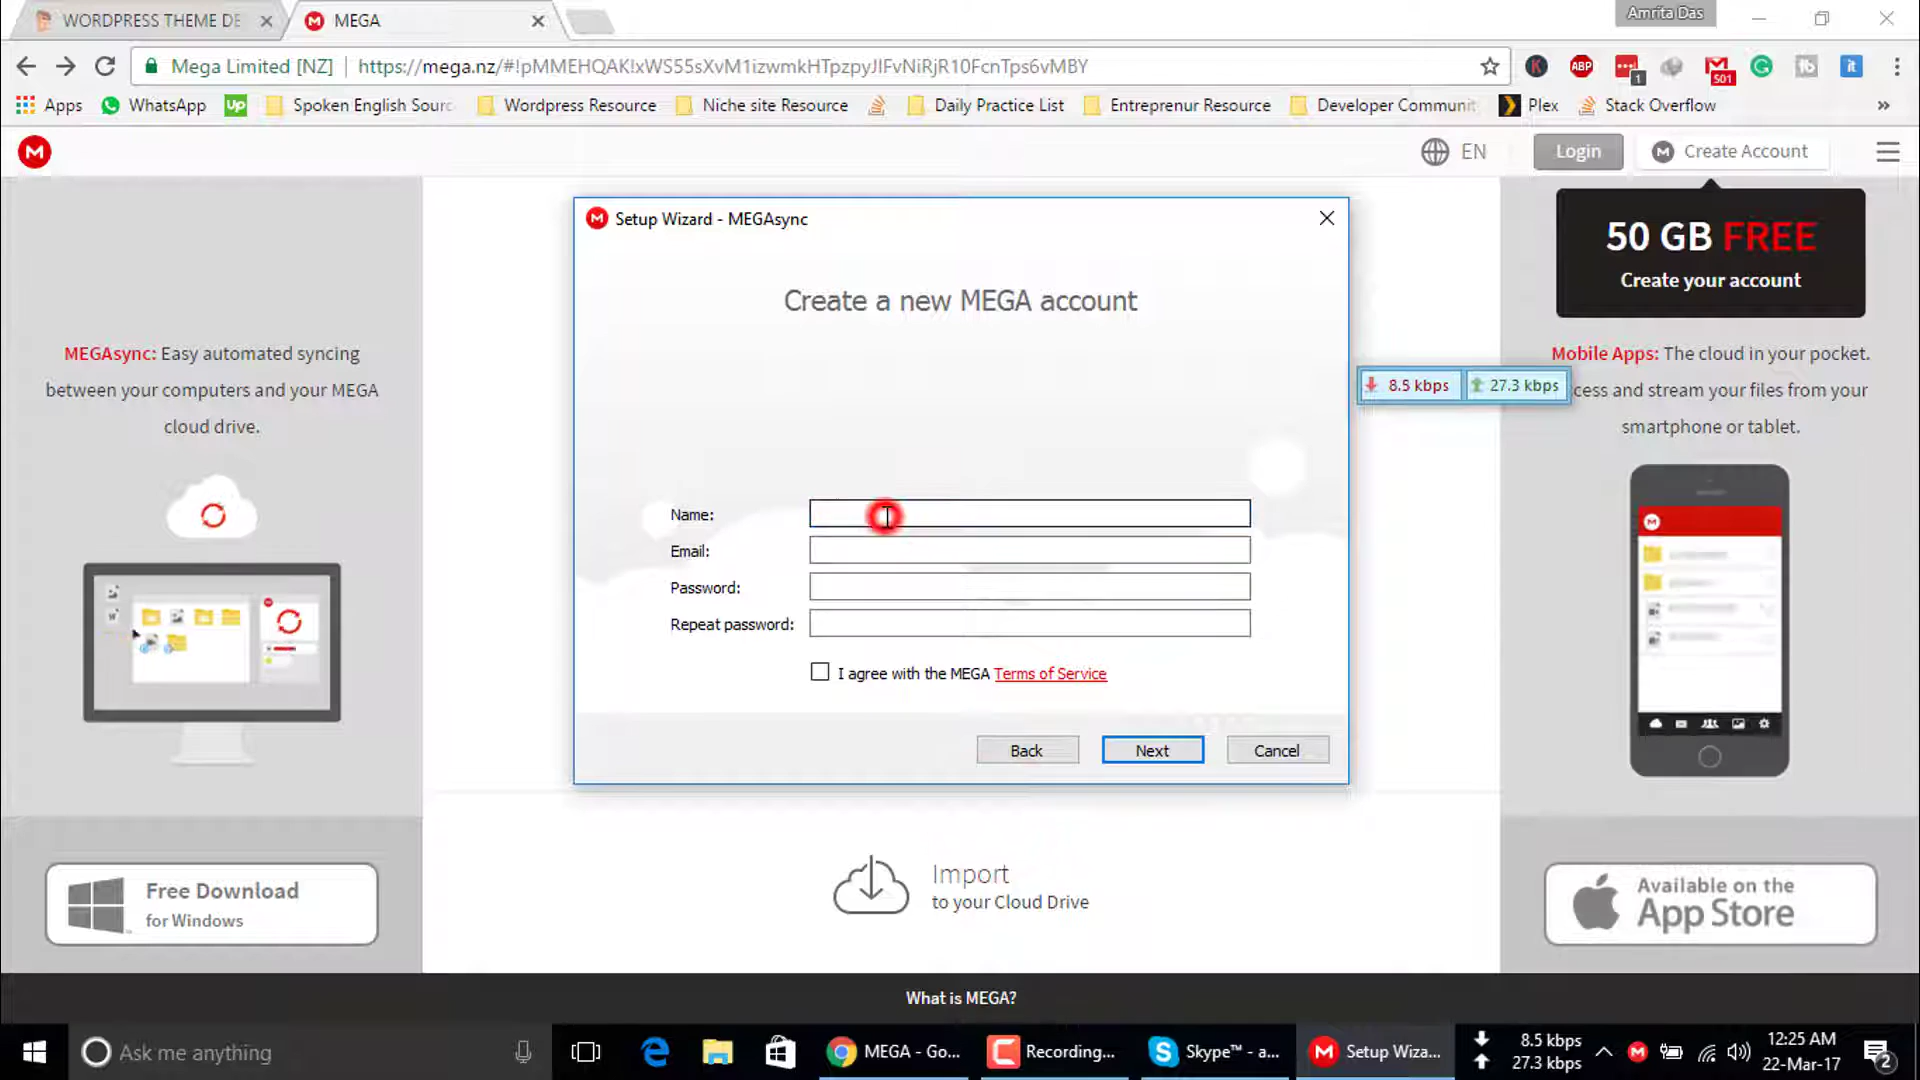 WORDPRESS THEME DE
MEGA
Amrita Das
Mega Limited [NZ]
https://mega.nz/#!pMMEHQAK!xWS55sXvM1izwmkHTpzpyJlFvNiRjR10FcnTps6vMBY
ABP
1
501
Apps
WhatsApp
Up
Spoken English Sourc
Wordpress Resource
Niche site Resource
Daily Practice List
Entreprenur Resource
Developer Communit
Plex
Stack Overflow
»
EN
Login
Create Account
50 GB FREE
Create your account
Setup Wizard - MEGAsync
Create a new MEGA account
MEGAsync: Easy automated syncing
between your computers and your MEGA
cloud drive.
Mobile Apps: The cloud in your pocket.
cess and stream your files from your
smartphone or tablet.
8.5 kbps
27.3 kbps
Name:
Email:
Password:
Repeat password:
I agree with the MEGA Terms of Service
Back
Next
Cancel
Free Download
for Windows
Import
to your Cloud Drive
Available on the
App Store
What is MEGA?
Ask me anything
MEGA - Go...
Recording...
Skype™ - a...
Setup Wiza...
8.5 kbps
27.3 kbps
12:25 AM
22-Mar-17
2